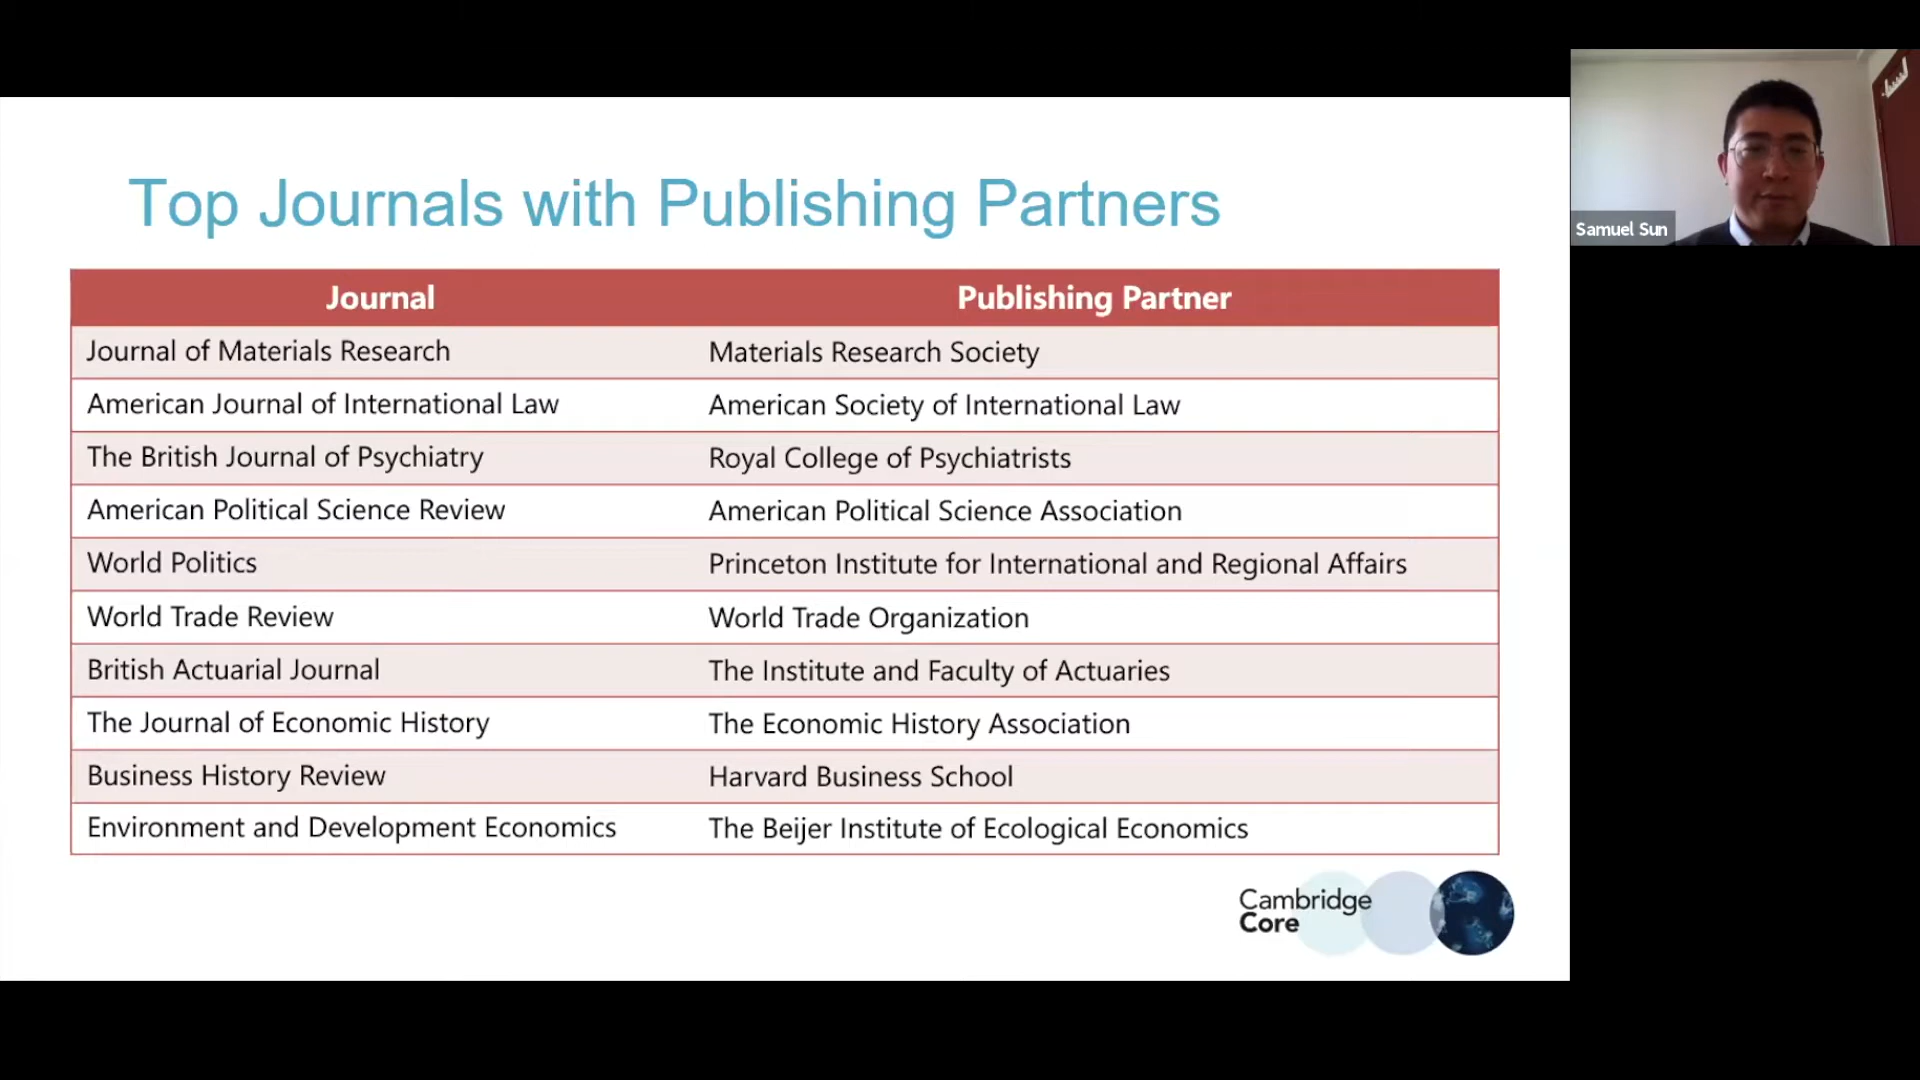 Top Journals with Publishing Partners
Journal Publishing Partner
Journal of Materials Research Materials Research Society
American Journal of International Law American Society of International Law
The British Journal of Psychiatry Royal College of Psychiatrists
American Political Science Review American Political Science Association
World Politics Princeton Institute for International and Regional Affairs
World Trade Review World Trade Organization
British Actuarial Journal The Institute and Faculty of Actuaries
The Journal of Economic History The Economic History Association
Business History Review Harvard Business School
Environment and Development Economics The Beijer Institute of Ecological Economics
Cambridge
Core
Samuel Sun